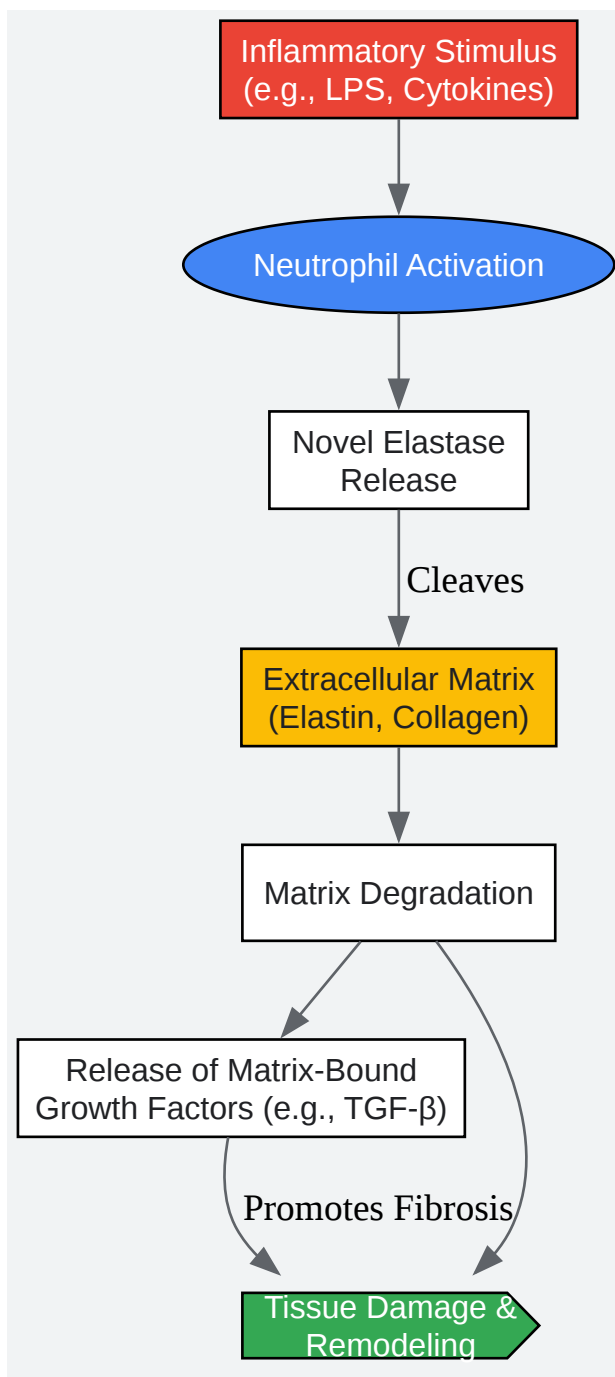 Inflammatory Stimulus
(e.g., LPS, Cytokines)
Neutrophil Activation
Novel Elastase
Release
Cleaves
Extracellular Matrix
(Elastin, Collagen)
Matrix Degradation
Release of Matrix-Bound
Growth Factors (e.g., TGF-β)
Promotes Fibrosis
Tissue Damage &
Remodeling